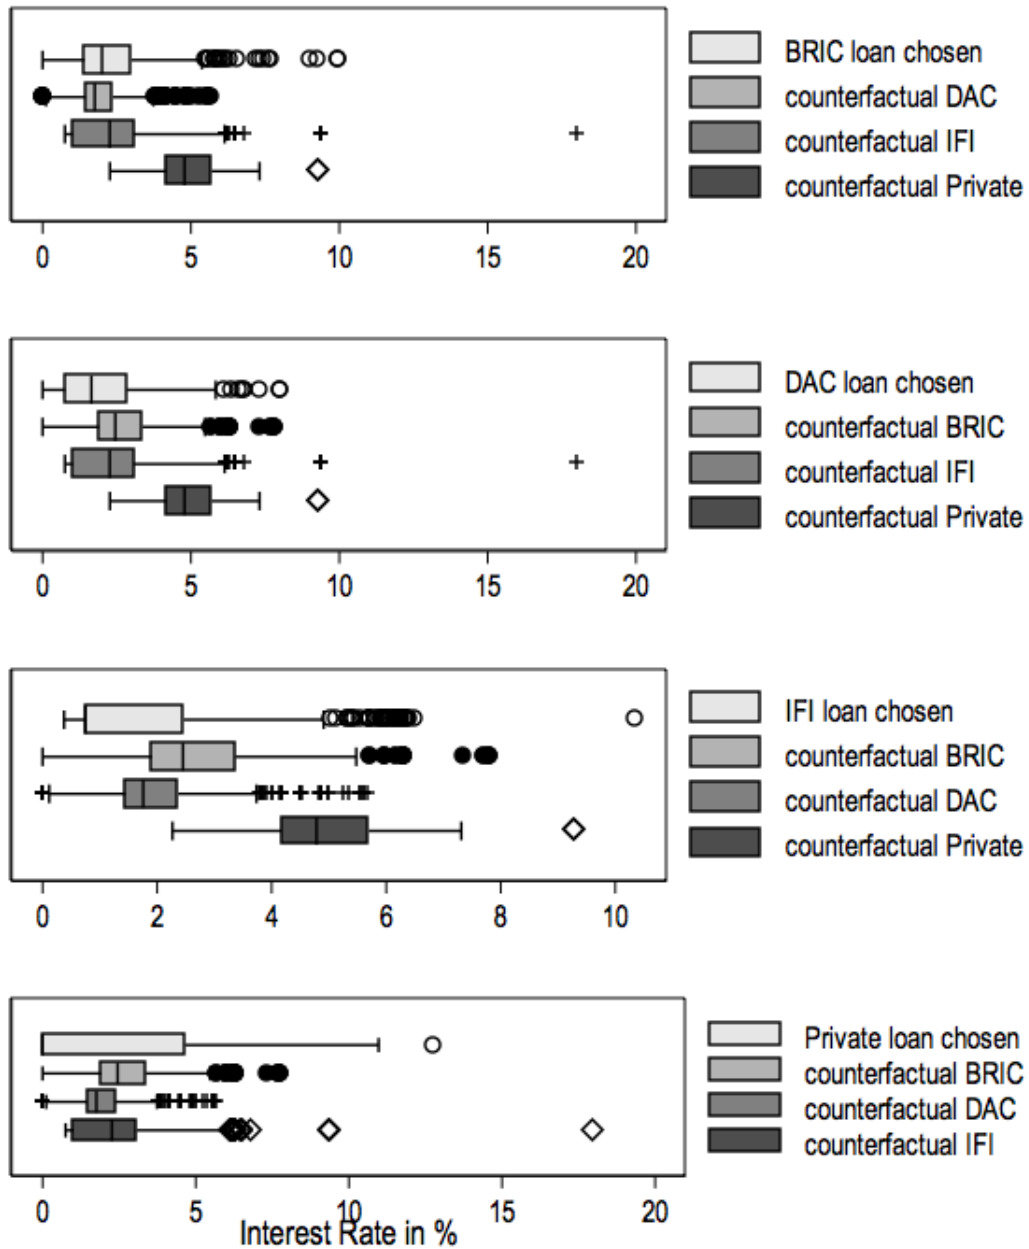 BRIC loan chosen
counterfactual DAC
counterfactual IFI
counterfactual Private
0 5 10 15 20
DAC loan chosen
counterfactual BRIC
counterfactual IFI
counterfactual Private
0 5 10 15 20
IFI loan chosen
counterfactual BRIC
counterfactual DAC
counterfactual Private
0 2 4 6 8 10
Private loan chosen
counterfactual BRIC
counterfactual DAC
counterfactual IFI
0 5 10 15 20
Interest Rate in %